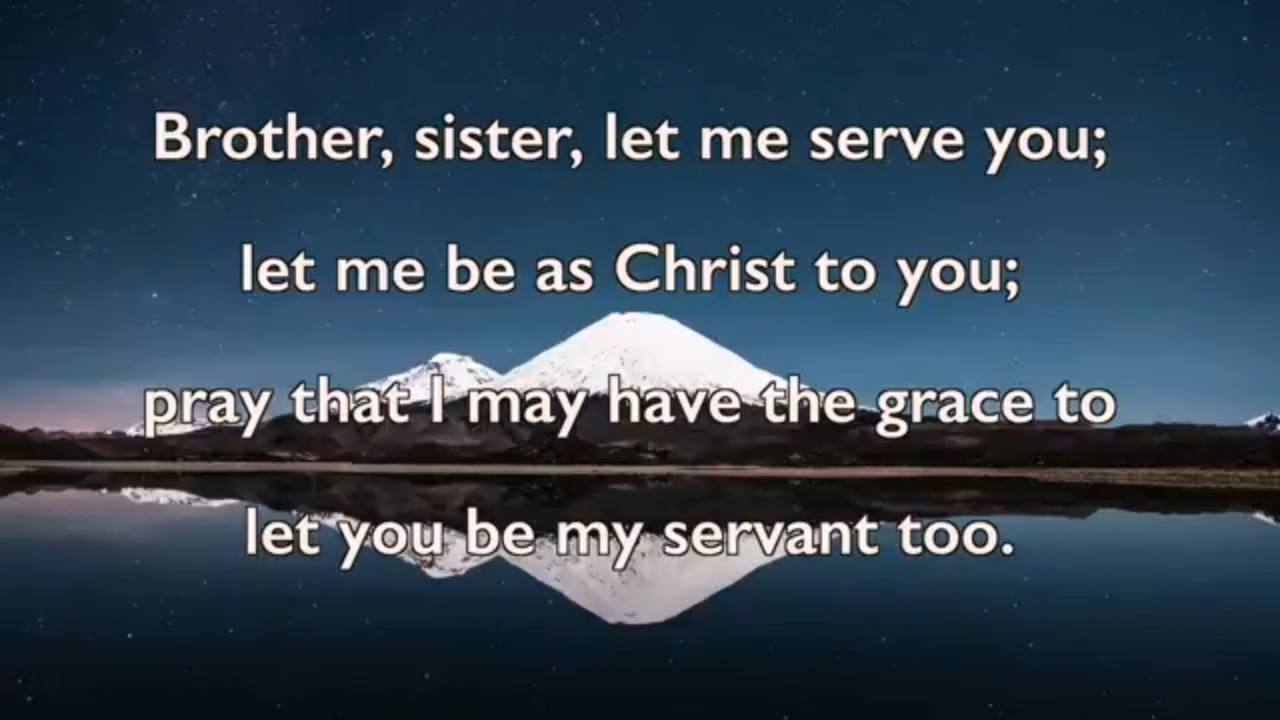 Brother, sister, let me serve you;
let me be as Christ to you;
pray that I may have the grace to
let you be my servant too.